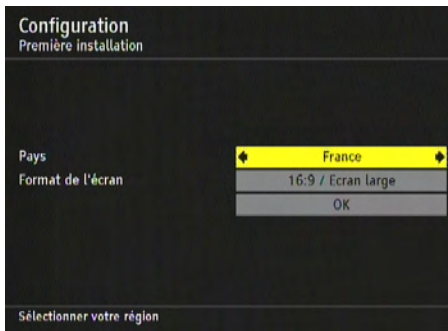 Configuration
Première installation
Pays France
Format de l'écran 16:9 / Ecran large
OK
Sélectionner votre région